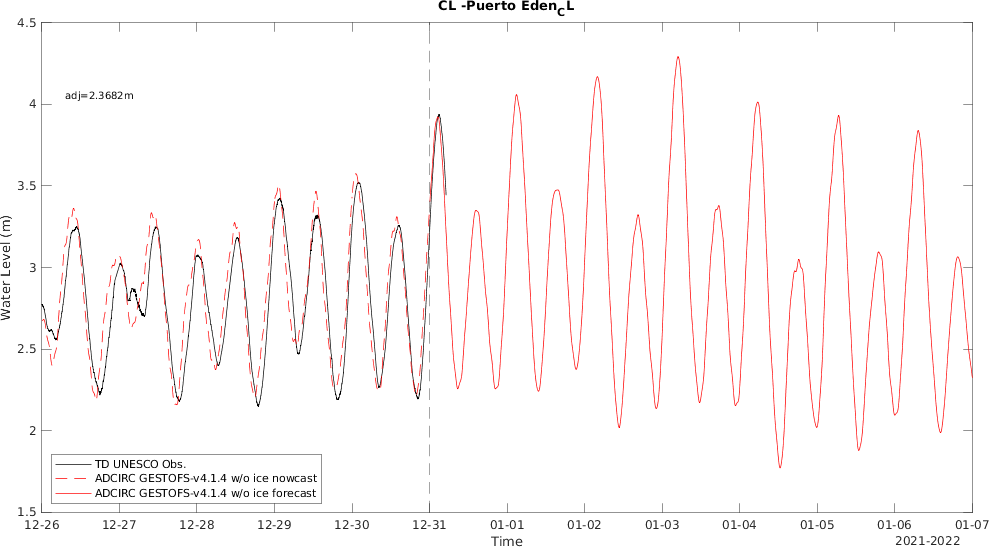 CL -Puerto EdenCL
4.5
4
3.5
3
2.5
2
1.5
Water Level (m)
adj=2.3682m
TD UNESCO Obs.
ADCIRC GESTOFS-v4.1.4 w/o ice nowcast
ADCIRC GESTOFS-v4.1.4 w/o ice forecast
12-26 12-27 12-28 12-29 12-30 12-31 01-01 01-02 01-03 01-04 01-05 01-06 01-07
Time
2021-2022